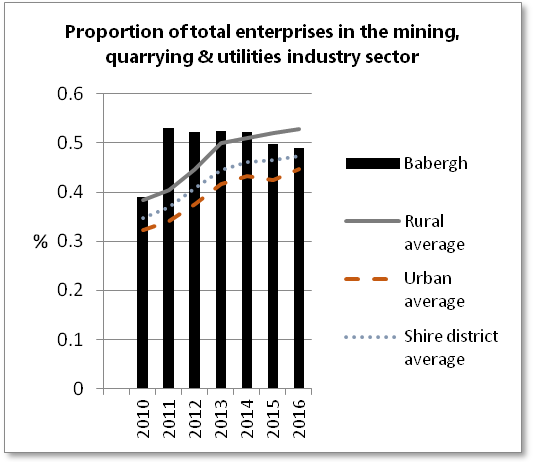 Proportion of total enterprises in the mining,
quarrying & utilities industry sector
0.6
0.5
0.4
0.3
0.2
0.1
0
%
2010
2011
2012
2013
2014
2015
2016
Babergh
Rural
average
Urban
average
Shire district
average